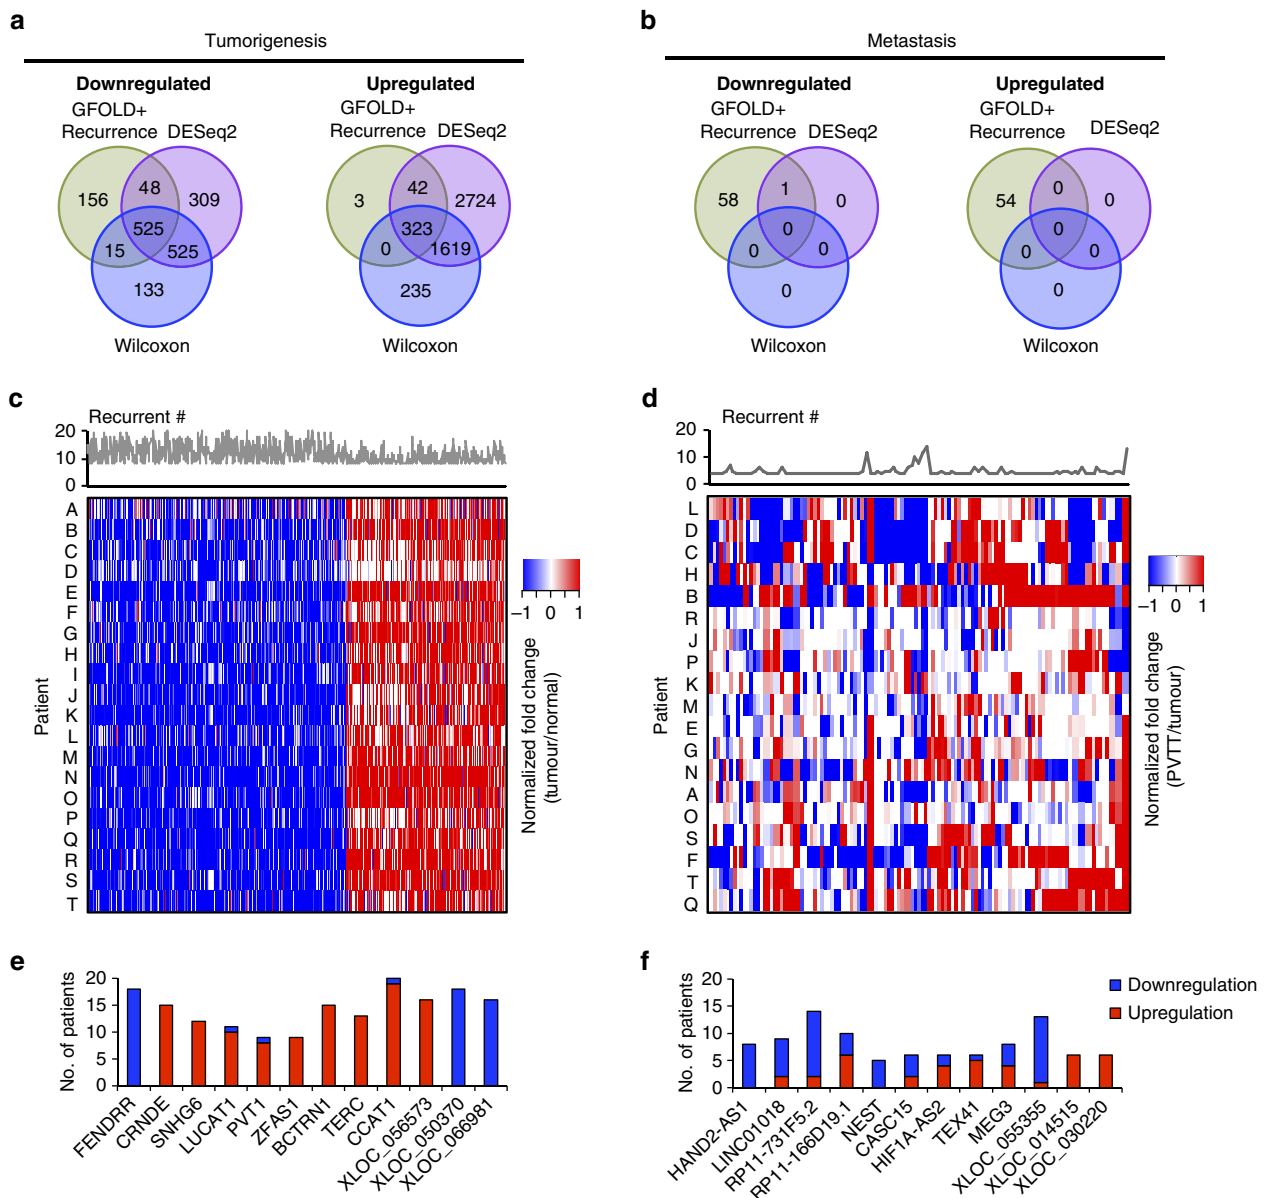 a
Tumorigenesis
Downregulated
Upregulated
GFOLD+
Recurrence
DESeq2
GFOLD+
Recurrence
DESeq2
156
48
309
525
15
525
133
Wilcoxon
3
42
2724
323
0
1619
235
Wilcoxon
b
Metastasis
Downregulated
Upregulated
GFOLD+
Recurrence
DESeq2
GFOLD+
Recurrence
DESeq2
58
1
0
0
0
0
0
Wilcoxon
54
0
0
0
0
0
0
Wilcoxon
c
Recurrent #
20
10
0
Patient
A
B
C
D
E
F
G
H
I
J
K
L
M
N
O
P
Q
R
S
T
−1 0 1
Normalized fold change
(tumour/normal)
d
Recurrent #
20
10
0
Patient
L
D
C
H
B
R
J
P
K
M
E
G
N
A
O
S
F
T
Q
−1 0 1
Normalized fold change
(PVTT/tumour)
e
No. of patients
20
15
10
5
0
FENDRR
CRNDE
SNHG6
LUCAT1
PVT1
ZFAS1
BCTRN1
TERC
CCAT1
XLOC_056573
XLOC_050370
XLOC_066981
f
No. of patients
20
15
10
5
0
HAND2-AS1
LINC01018
RP11-731F5.2
RP11-166D19.1
NEST
CASC15
HIF1A-AS2
TEX41
MEG3
XLOC_055355
XLOC_014515
XLOC_030220
Downregulation
Upregulation